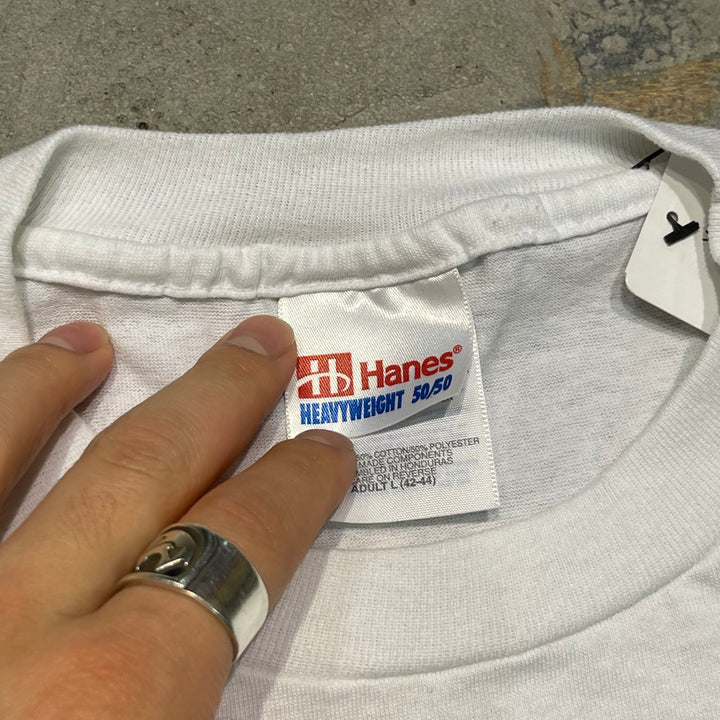 H Hanes®
HEAVYWEIGHT 50/50
COTTON/50% POLYESTER
MADE COMPONENTS
IN HONDURAS
ON REVERSE
ADULT L (42-44)